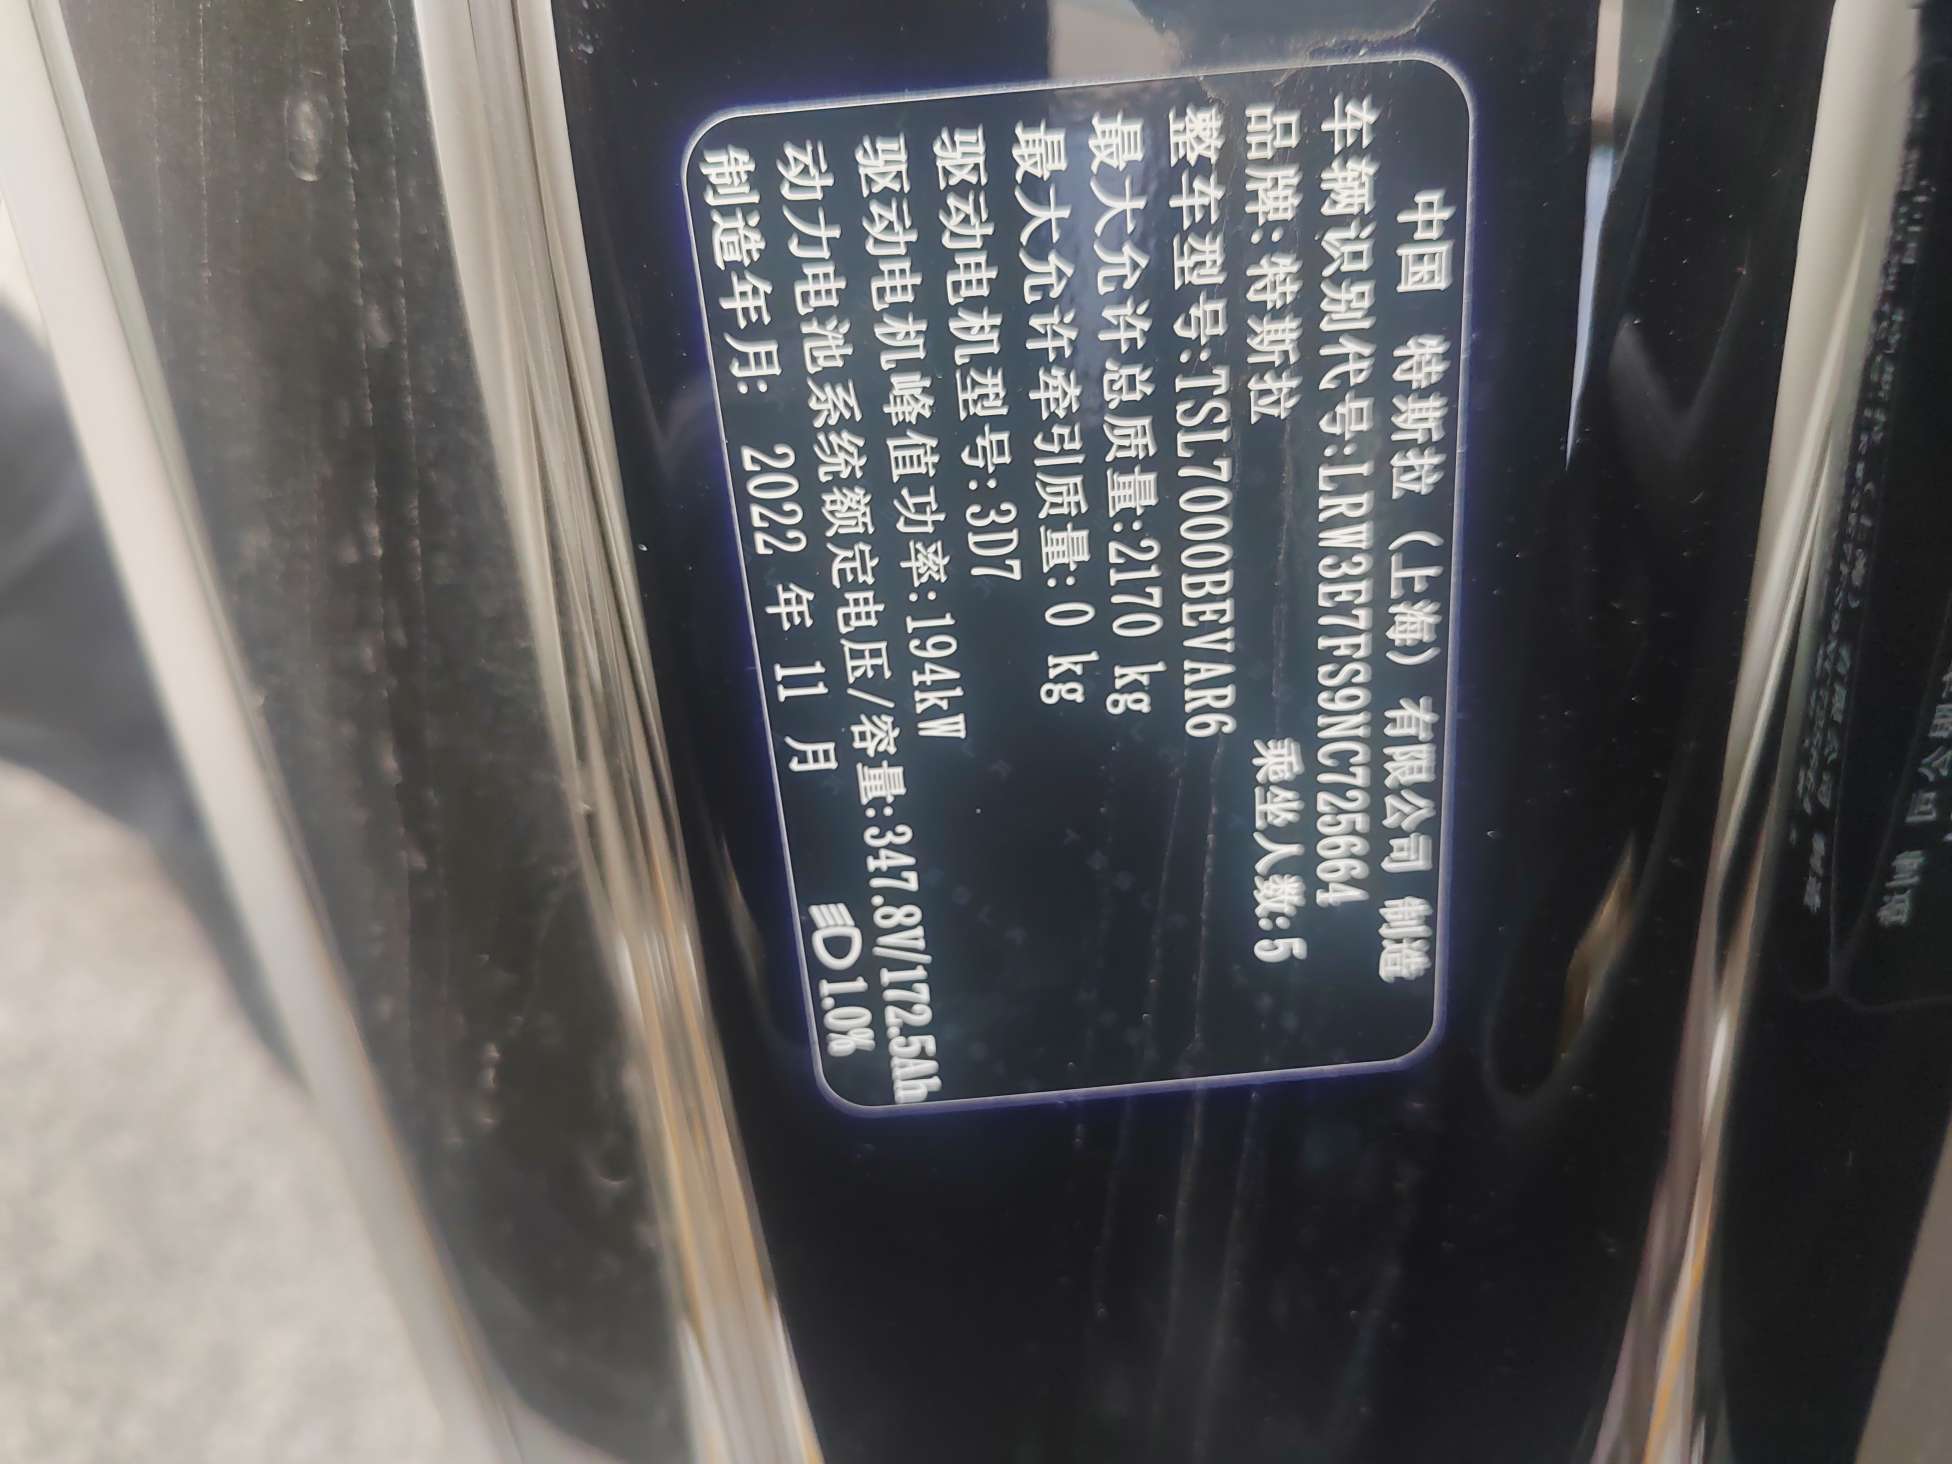 中国 特斯拉（上海）有限公司 制造
车辆识别代号:LRW3E7FS9NC725664
品牌:特斯拉 乘坐人数:5
整车型号:TSL7000BEVAR6
最大允许总质量:2170 kg
最大允许牵引质量: 0 kg
驱动电机型号:3D7
驱动电机峰值功率:194kW
动力电池系统额定电压/容量:347.8V/172.5Ah
制造年月: 2022 年 11 月 1.0%